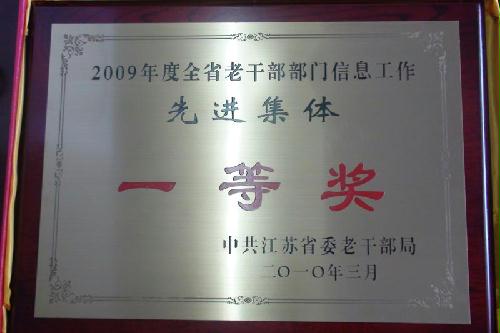 2009年度全省老干部部门信息工作
先进集体
一等奖
中共江苏省委老干部局
二〇一〇年三月